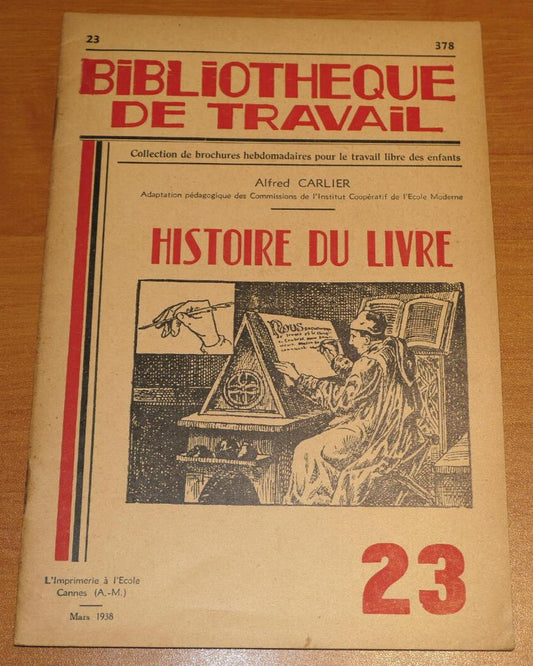 23 378
BiBLiOTHEQUE
DE TRAVAiL
Collection de brochures hebdomadaires pour le travail libre des enfants
Alfred CARLIER
Adaptation pédagogique des Commissions de l'Institut Coopératif de l'Ecole Moderne
HISTOIRE DU LIVRE
Nous
23
L'Imprimerie à l'Ecole
Cannes (A.-M.)
Mars 1938